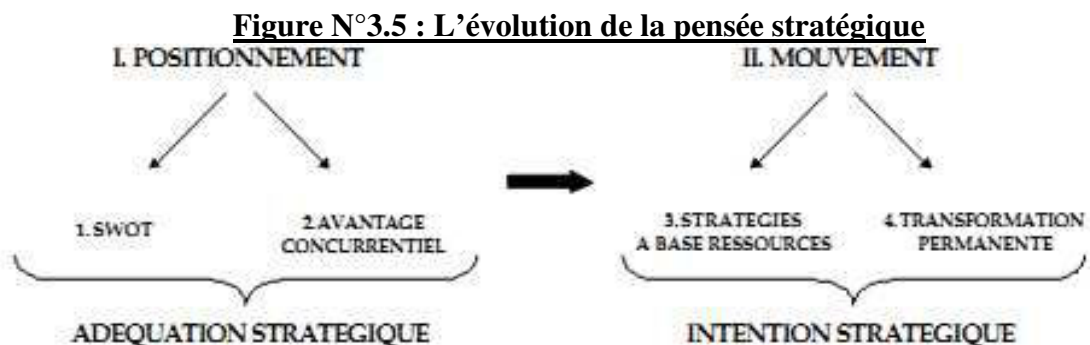 Figure N°3.5 : L’évolution de la pensée stratégique
I. POSITIONNEMENT
II. MOUVEMENT
1. SWOT
2.AVANTAGE
CONCURRENTIEL
3.STRATEGIES
A BASE RESSOURCES
4.TRANSFORMATION
PERMANENTE
ADEQUATION STRATEGIQUE
INTENTION STRATEGIQUE